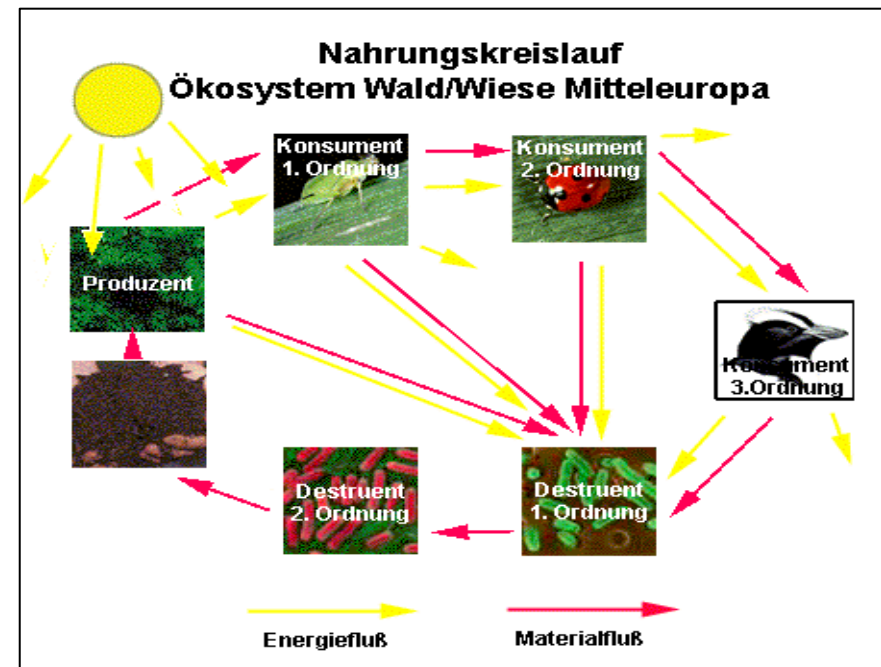 Nahrungskreislauf
Ökosystem Wald/Wiese Mitteleuropa
Konsument
1. Ordnung
Konsument
2. Ordnung
Produzent
Konsument
3.Ordnung
Destruent
2. Ordnung
Destruent
1. Ordnung
Energiefluß
Materialfluß